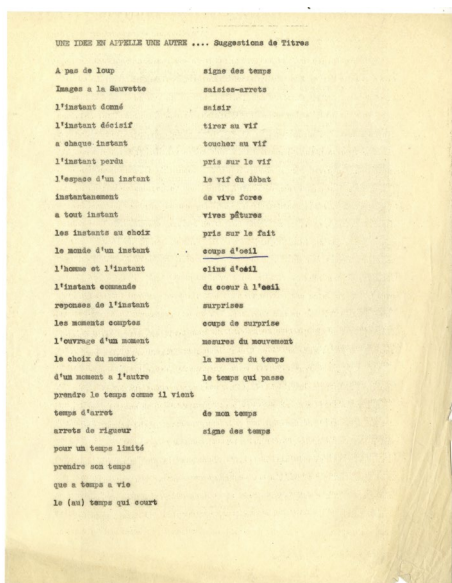 UNE IDEE EN APPELLE UNE AUTRE .... Suggestions de Titres
A pas de loup
Images a la Sauvette
l'instant donné
l'instant décisif
a chaque instant
l'instant perdu
l'espace d'un instant
instantanement
a tout instant
les instants au choix
le monde d'un instant
l'homme et l'instant
l'instant commande
reponses de l'instant
les moments comptes
l'ouvrage d'un moment
le choix du moment
d'un moment a l'autre
prendre le temps comme il vient
temps d'arret
arrets de rigueur
pour un temps limité
prendre son temps
que a temps a vie
le (au) temps qui court
signe des temps
saisies-arrets
saisir
tirer au vif
toucher au vif
pris sur le vif
le vif du débat
de vive force
vives pâtures
pris sur le fait
coups d'oeil
clins d'oeil
du coeur à l'oeil
surprises
coups de surprise
mesures du mouvement
la mesure du temps
le temps qui passe
de mon temps
signe des temps